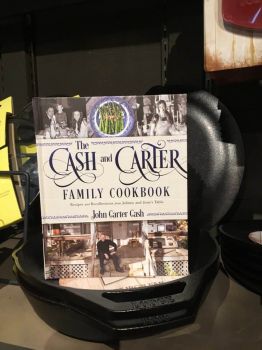 The
CASH and CARTER
FAMILY COOKBOOK
Recipes and Recollections from Johnny and June's Table
John Carter Cash